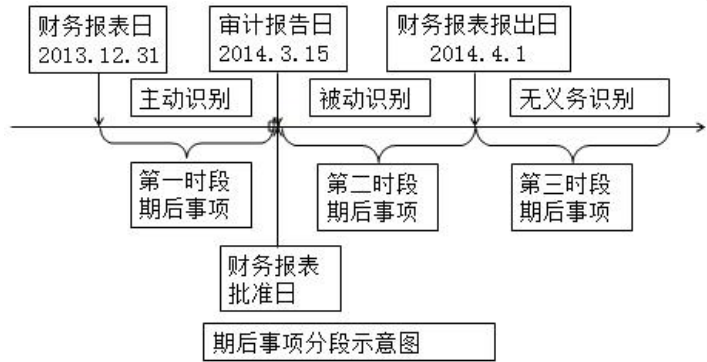 财务报表日
2013.12.31
审计报告日
2014.3.15
财务报表报出日
2014.4.1
主动识别
被动识别
无义务识别
第一时段
期后事项
第二时段
期后事项
第三时段
期后事项
财务报表
批准日
期后事项分段示意图